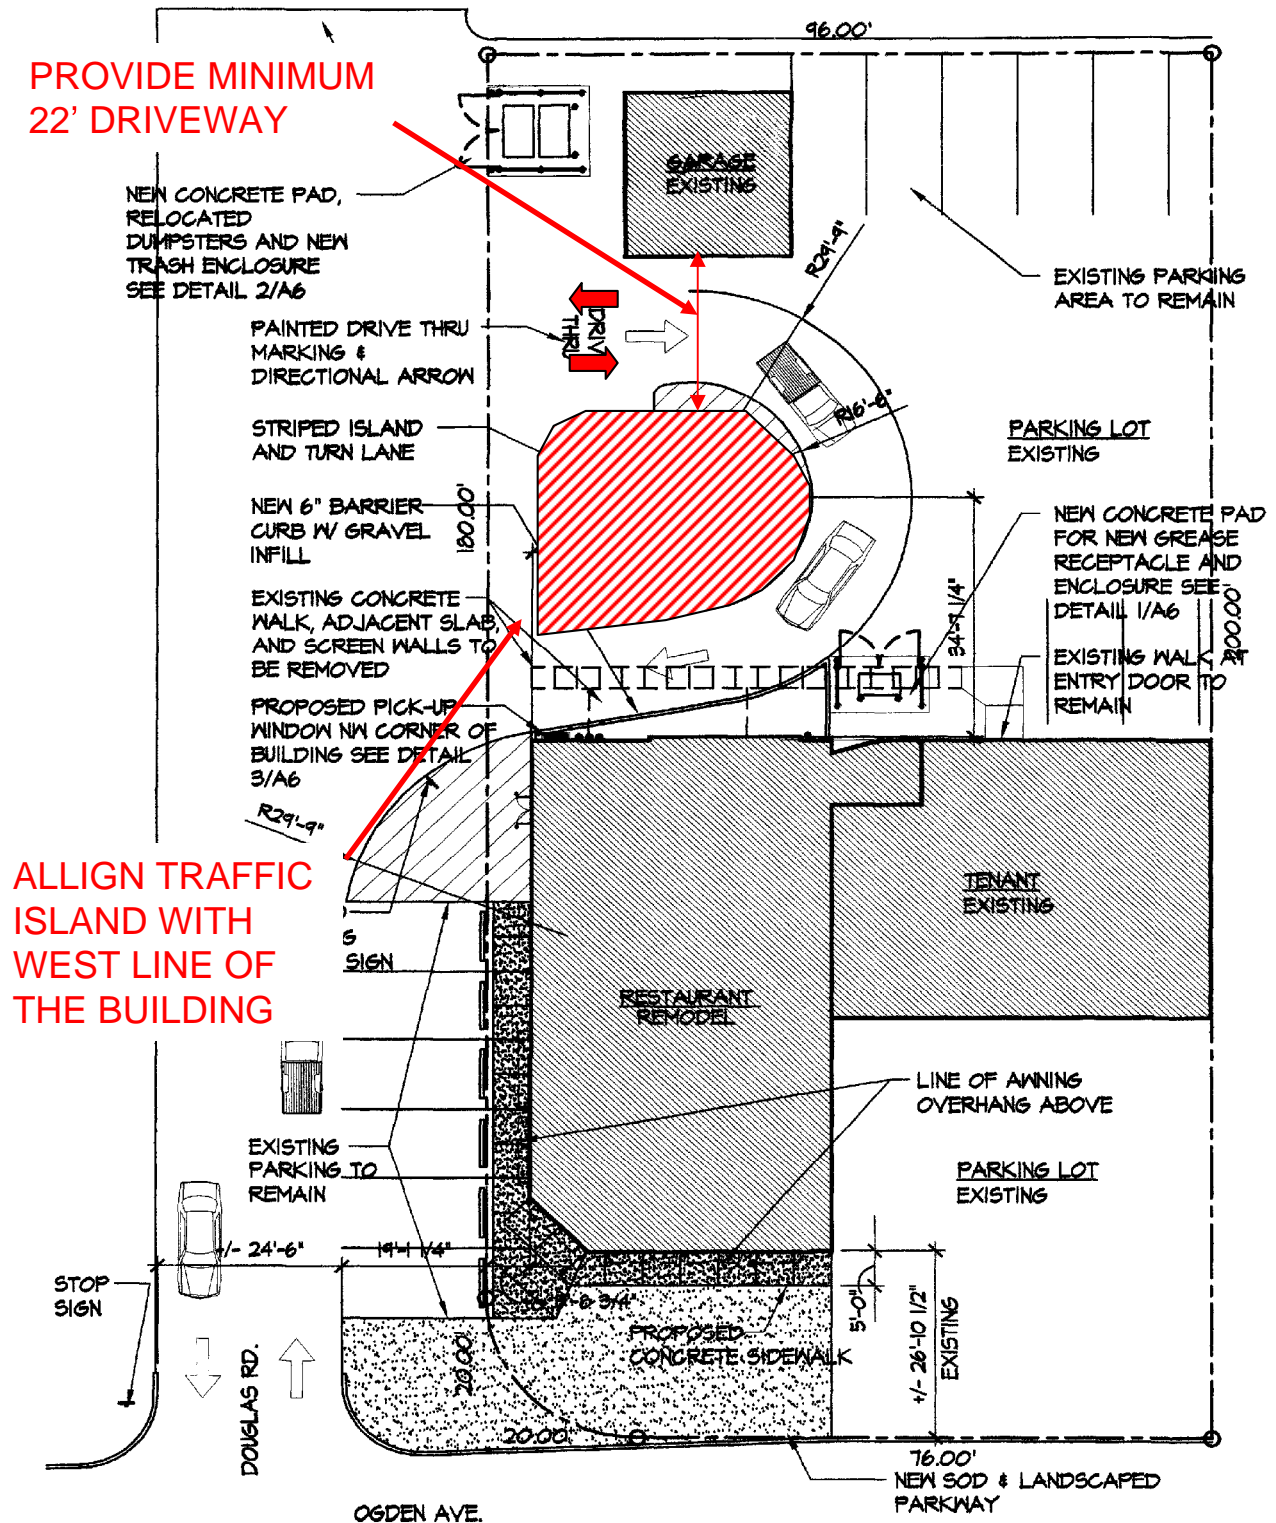 96.00'
PROVIDE MINIMUM
22’ DRIVEWAY
GARAGE
EXISTING
NEW CONCRETE PAD,
RELOCATED
DUMPSTERS AND NEW
TRASH ENCLOSURE
SEE DETAIL 2/A6
R29'-9"
EXISTING PARKING
AREA TO REMAIN
PAINTED DRIVE THRU
MARKING &
DIRECTIONAL ARROW
DRIV
THRU
STRIPED ISLAND
AND TURN LANE
R16'-6"
PARKING LOT
EXISTING
NEW 6" BARRIER
CURB W/ GRAVEL
INFILL
180.00'
NEW CONCRETE PAD
FOR NEW GREASE
RECEPTACLE AND
ENCLOSURE SEE
DETAIL 1/A6
34'-7 1/4"
200.00'
EXISTING CONCRETE
WALK, ADJACENT SLAB,
AND SCREEN WALLS TO
BE REMOVED
EXISTING WALK AT
ENTRY DOOR TO
REMAIN
PROPOSED PICK-UP
WINDOW NW CORNER OF
BUILDING SEE DETAIL
3/A6
R29'-9"
ALLIGN TRAFFIC
ISLAND WITH
WEST LINE OF
THE BUILDING
TENANT
EXISTING
SIGN
RESTAURANT
REMODEL
LINE OF AWNING
OVERHANG ABOVE
EXISTING
PARKING TO
REMAIN
PARKING LOT
EXISTING
+/- 24'-6"
19'-1 1/4"
STOP
SIGN
5'-0"
+/- 26'-10 1/2"
EXISTING
PROPOSED
CONCRETE SIDEWALK
DOUGLAS RD.
20.00'
20.00'
76.00'
NEW SOD & LANDSCAPED
PARKWAY
OGDEN AVE.